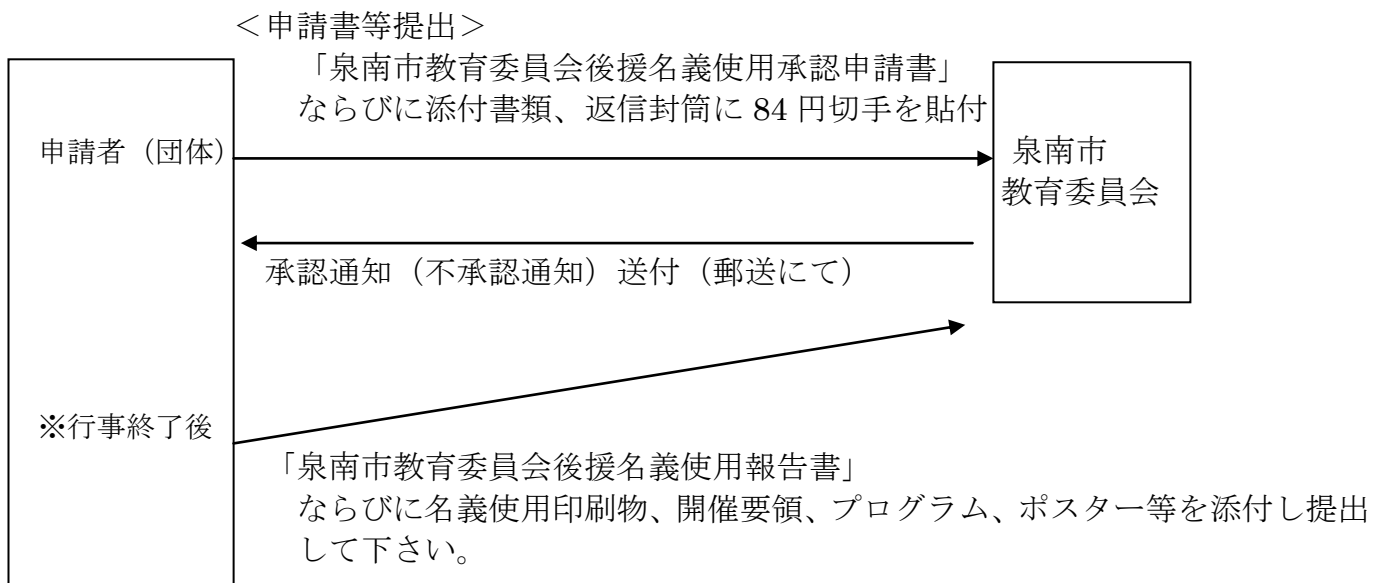 ＜申請書等提出＞
「泉南市教育委員会後援名義使用承認申請書」
ならびに添付書類、返信封筒に 84 円切手を貼付
申請者（団体）
泉南市
教育委員会
承認通知（不承認通知）送付（郵送にて）
※行事終了後
「泉南市教育委員会後援名義使用報告書」
ならびに名義使用印刷物、開催要領、プログラム、ポスター等を添付し提出
して下さい。